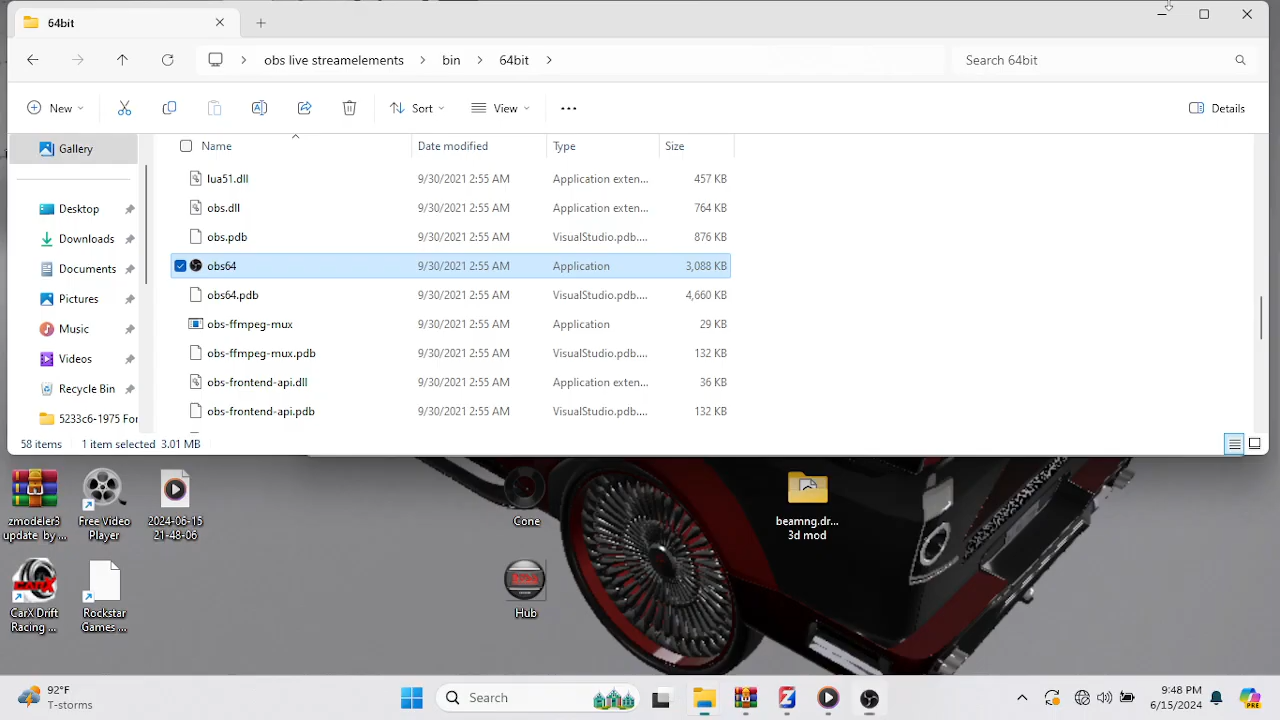 64bit
obs live streamelements > bin > 64bit >
Search 64bit
New
Sort
View
Details
Gallery
Desktop
Downloads
Documents
Pictures
Music
Videos
Recycle Bin
5233c6-1975 For
Name Date modified Type Size
lua51.dll 9/30/2021 2:55 AM Application exten... 457 KB
obs.dll 9/30/2021 2:55 AM Application exten... 764 KB
obs.pdb 9/30/2021 2:55 AM VisualStudio.pdb.... 876 KB
obs64 9/30/2021 2:55 AM Application 3,088 KB
obs64.pdb 9/30/2021 2:55 AM VisualStudio.pdb.... 4,660 KB
obs-ffmpeg-mux 9/30/2021 2:55 AM Application 29 KB
obs-ffmpeg-mux.pdb 9/30/2021 2:55 AM VisualStudio.pdb.... 132 KB
obs-frontend-api.dll 9/30/2021 2:55 AM Application exten... 36 KB
obs-frontend-api.pdb 9/30/2021 2:55 AM VisualStudio.pdb.... 132 KB
58 items 1 item selected 3.01 MB
zmodeler3
update_by ...
Free Video
Player
2024-06-15
21-48-06
Cone
beamng.dr...
3d mod
CARX
CarX Drift
Racing ...
Rockstar
Games ...
Hub
92°F
T-storms
Search
9:48 PM
6/15/2024
PRE